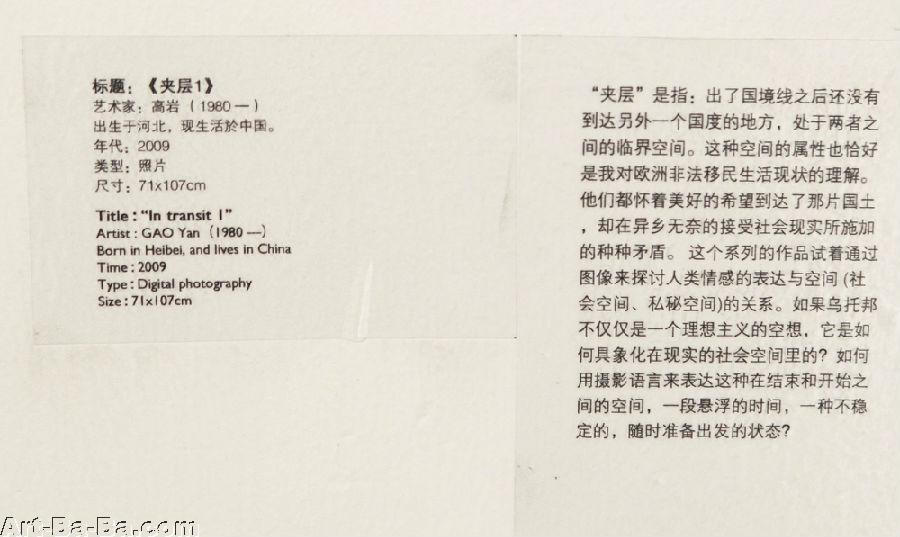 标题：《夹层1》
艺术家：高岩（1980 —）
出生于河北，现生活於中国。
年代：2009
类型：照片
尺寸：71x107cm
Title : “In transit 1”
Artist : GAO Yan (1980 —)
Born in Heibei, and lives in China
Time : 2009
Type : Digital photography
Size : 71x107cm
“夹层”是指：出了国境线之后还没有
到达另外一个国度的地方，处于两者之
间的临界空间。这种空间的属性也恰好
是我对欧洲非法移民生活现状的理解。
他们都怀着美好的希望到达了那片国土
，却在异乡无奈的接受社会现实所施加
的种种矛盾。 这个系列的作品试着通过
图像来探讨人类情感的表达与空间 (社
会空间、私秘空间)的关系。如果乌托邦
不仅仅是一个理想主义的空想，它是如
何具象化在现实的社会空间里的？如何
用摄影语言来表达这种在结束和开始之
间的空间，一段悬浮的时间，一种不稳
定的，随时准备出发的状态？
Art-Ba-Ba.com